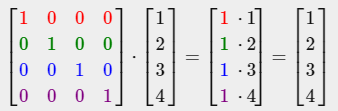 [1 0 0 0] · [1] = [1 · 1] = [1]
[0 1 0 0] [2] [1 · 2] [2]
[0 0 1 0] [3] [1 · 3] [3]
[0 0 0 1] [4] [1 · 4] [4]